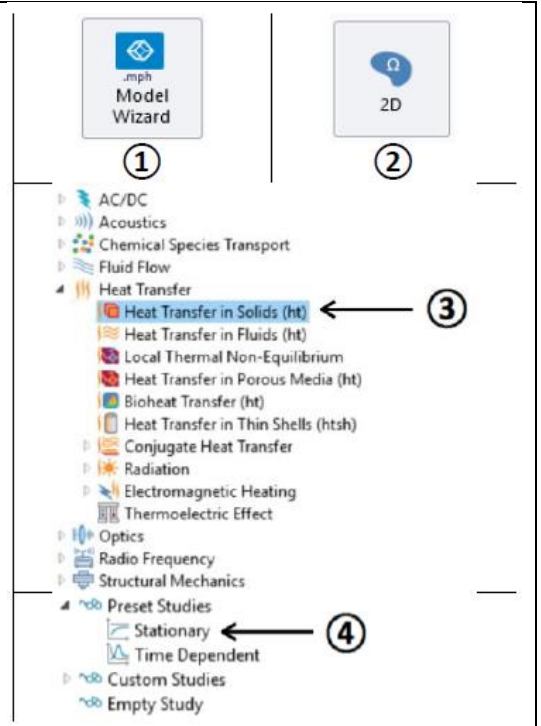 .mph
Model
Wizard
①
Ω
2D
②
AC/DC
Acoustics
Chemical Species Transport
Fluid Flow
Heat Transfer
Heat Transfer in Solids (ht)
③
Heat Transfer in Fluids (ht)
Local Thermal Non-Equilibrium
Heat Transfer in Porous Media (ht)
Bioheat Transfer (ht)
Heat Transfer in Thin Shells (htsh)
Conjugate Heat Transfer
Radiation
Electromagnetic Heating
Thermoelectric Effect
Optics
Radio Frequency
Structural Mechanics
Preset Studies
Stationary
④
Time Dependent
Custom Studies
Empty Study